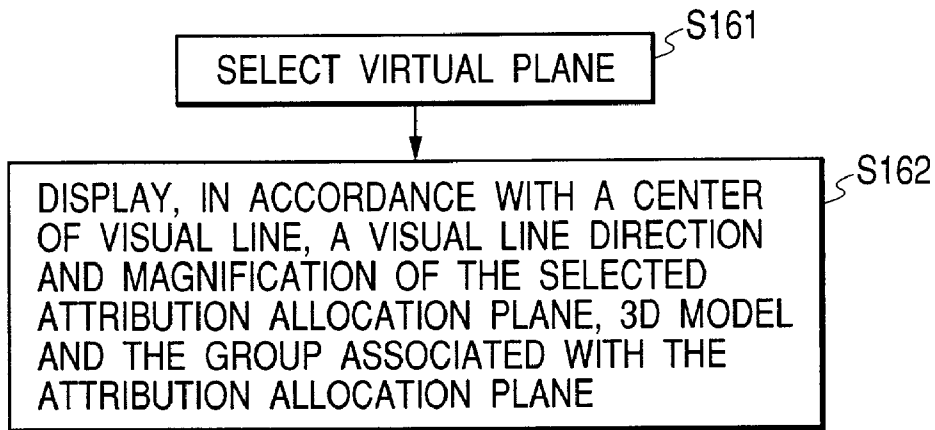 S161
SELECT VIRTUAL PLANE
S162
DISPLAY, IN ACCORDANCE WITH A CENTER
OF VISUAL LINE, A VISUAL LINE DIRECTION
AND MAGNIFICATION OF THE SELECTED
ATTRIBUTION ALLOCATION PLANE, 3D MODEL
AND THE GROUP ASSOCIATED WITH THE
ATTRIBUTION ALLOCATION PLANE